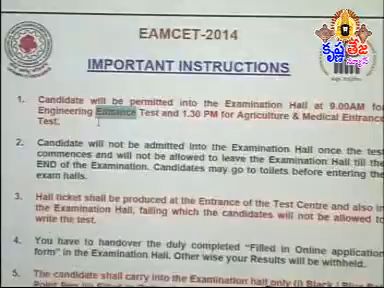 EAMCET-2014
కృష్ణ తేజ
న్యూస్
IMPORTANT INSTRUCTIONS
1. Candidate will be permitted into the Examination Hall at 9.00AM for
Engineering Entrance Test and 1.30 PM for Agriculture & Medical Entrance
Test.
2. Candidate will not be admitted into the Examination Hall once the test
commences and will not be allowed to leave the Examination Hall till the
END of the Examination. Candidates may go to toilets before entering the
exam halls.
3. Hall ticket shall be produced at the Entrance of the Test Centre and also in
the Examination Hall, failing which the candidates will not be allowed to
write the test.
4. You have to handover the duly completed "Filled in Online application
form" in the Examination Hall. Other wise your Results will be withheld.
5. The candidate shall carry into the Examination hall only (i) Black / Blue